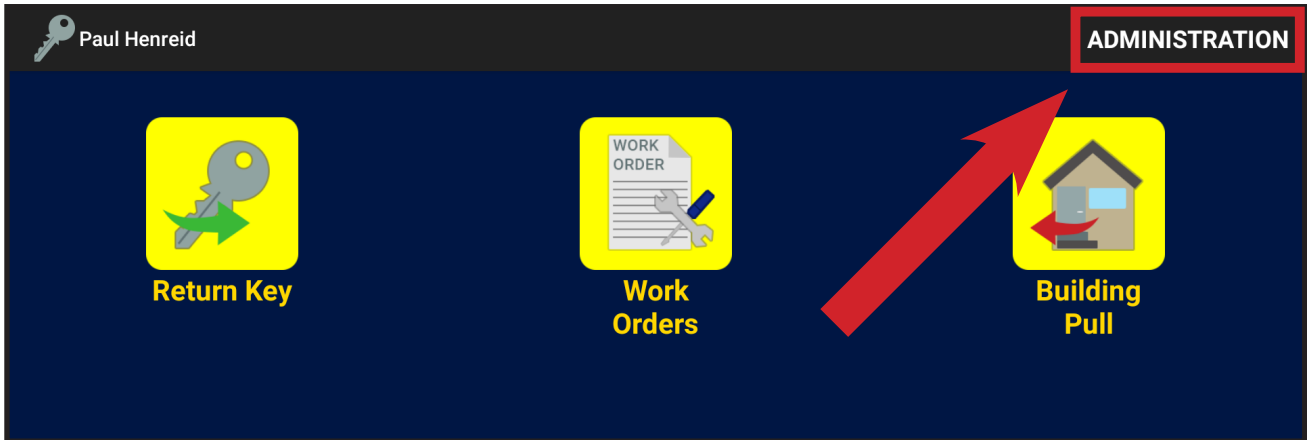 Paul Henreid
ADMINISTRATION
WORK
ORDER
Return Key
Work
Orders
Building
Pull